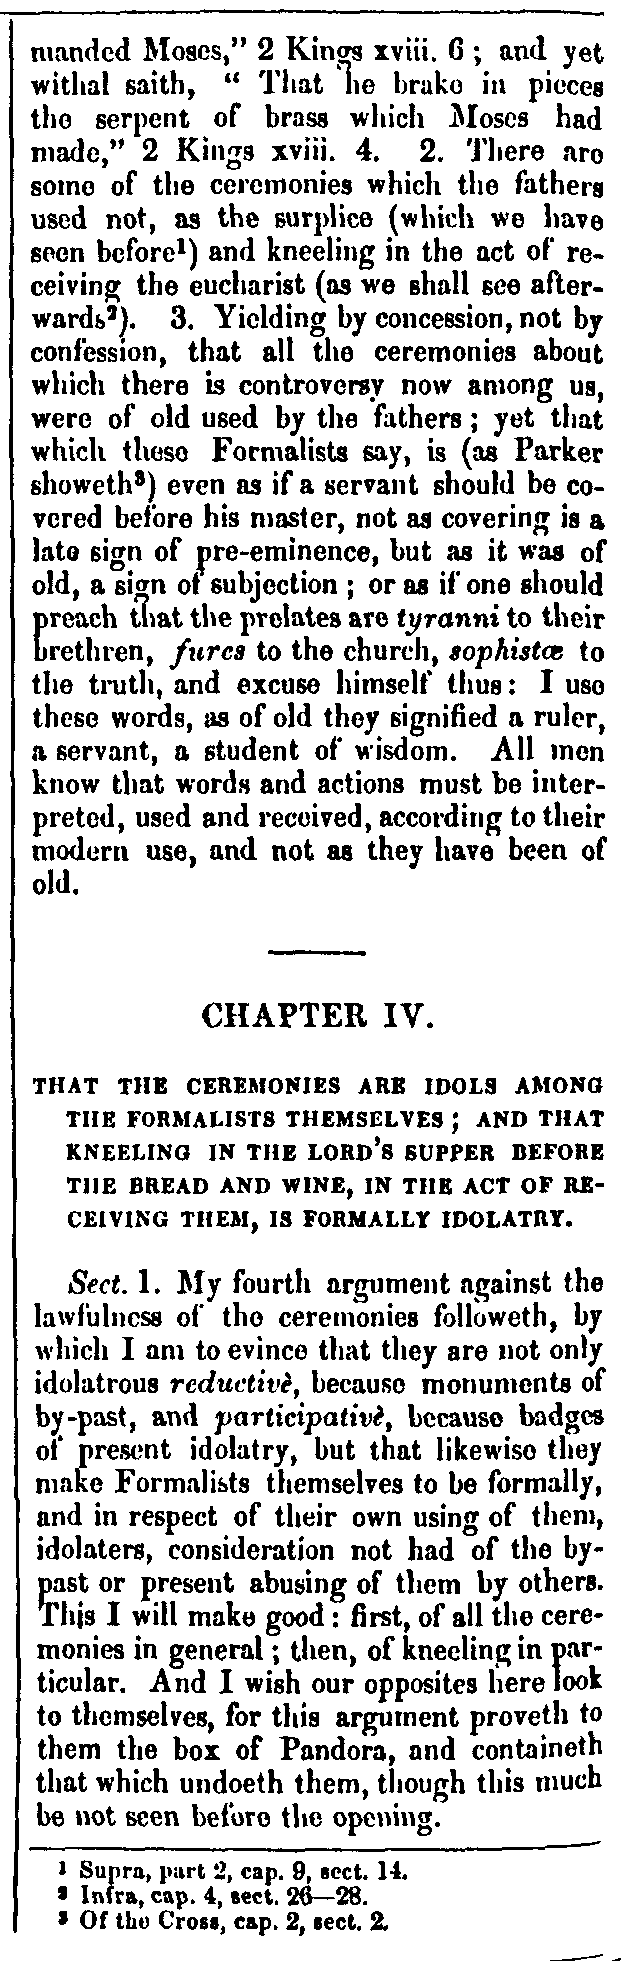 manded Moses," 2 Kings xviii. 6; and yet
withal saith, " That he brake in pieces
the serpent of brass which Moses had
made," 2 Kings xviii. 4. 2. There are
some of the ceremonies which the fathers
used not, as the surplice (which we have
seen before¹) and kneeling in the act of re-
ceiving the eucharist (as we shall see after-
wards²). 3. Yielding by concession, not by
confession, that all the ceremonies about
which there is controversy now among us,
were of old used by the fathers; yet that
which these Formalists say, is (as Parker
showeth³) even as if a servant should be co-
vered before his master, not as covering is a
late sign of pre-eminence, but as it was of
old, a sign of subjection; or as if one should
preach that the prelates are tyranni to their
brethren, fures to the church, sophistæ to
the truth, and excuse himself thus: I use
these words, as of old they signified a ruler,
a servant, a student of wisdom. All men
know that words and actions must be inter-
preted, used and received, according to their
modern use, and not as they have been of
old.
CHAPTER IV.
THAT THE CEREMONIES ARE IDOLS AMONG
THE FORMALISTS THEMSELVES; AND THAT
KNEELING IN THE LORD'S SUPPER BEFORE
THE BREAD AND WINE, IN THE ACT OF RE-
CEIVING THEM, IS FORMALLY IDOLATRY.
Sect. 1. My fourth argument against the
lawfulness of the ceremonies followeth, by
which I am to evince that they are not only
idolatrous reductivè, because monuments of
by-past, and participativè, because badges
of present idolatry, but that likewise they
make Formalists themselves to be formally,
and in respect of their own using of them,
idolaters, consideration not had of the by-
past or present abusing of them by others.
This I will make good: first, of all the cere-
monies in general; then, of kneeling in par-
ticular. And I wish our opposites here look
to themselves, for this argument proveth to
them the box of Pandora, and containeth
that which undoeth them, though this much
be not seen before the opening.
¹ Supra, part 2, cap. 9, sect. 14.
² Infra, cap. 4, sect. 26—28.
³ Of the Cross, cap. 2, sect. 2.